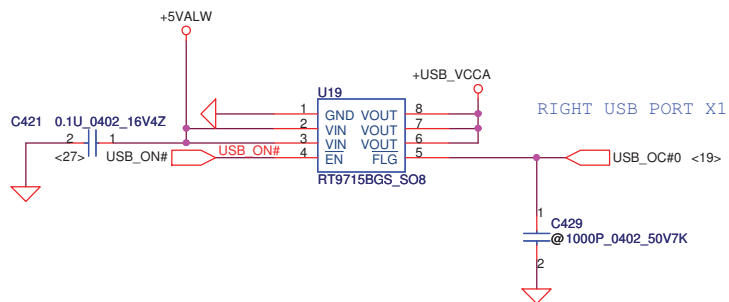 +5VALW
+USB_VCCA
RIGHT USB PORT X1
U19
C421 0.1U_0402_16V4Z
2 1
<27> USB_ON# USB_ON#
1 GND VOUT 8
2 VIN VOUT 7
3 VIN VOUT 6
4 EN FLG 5
RT9715BGS_SO8
USB_OC#0 <19>
1
C429
@ 1000P_0402_50V7K
2